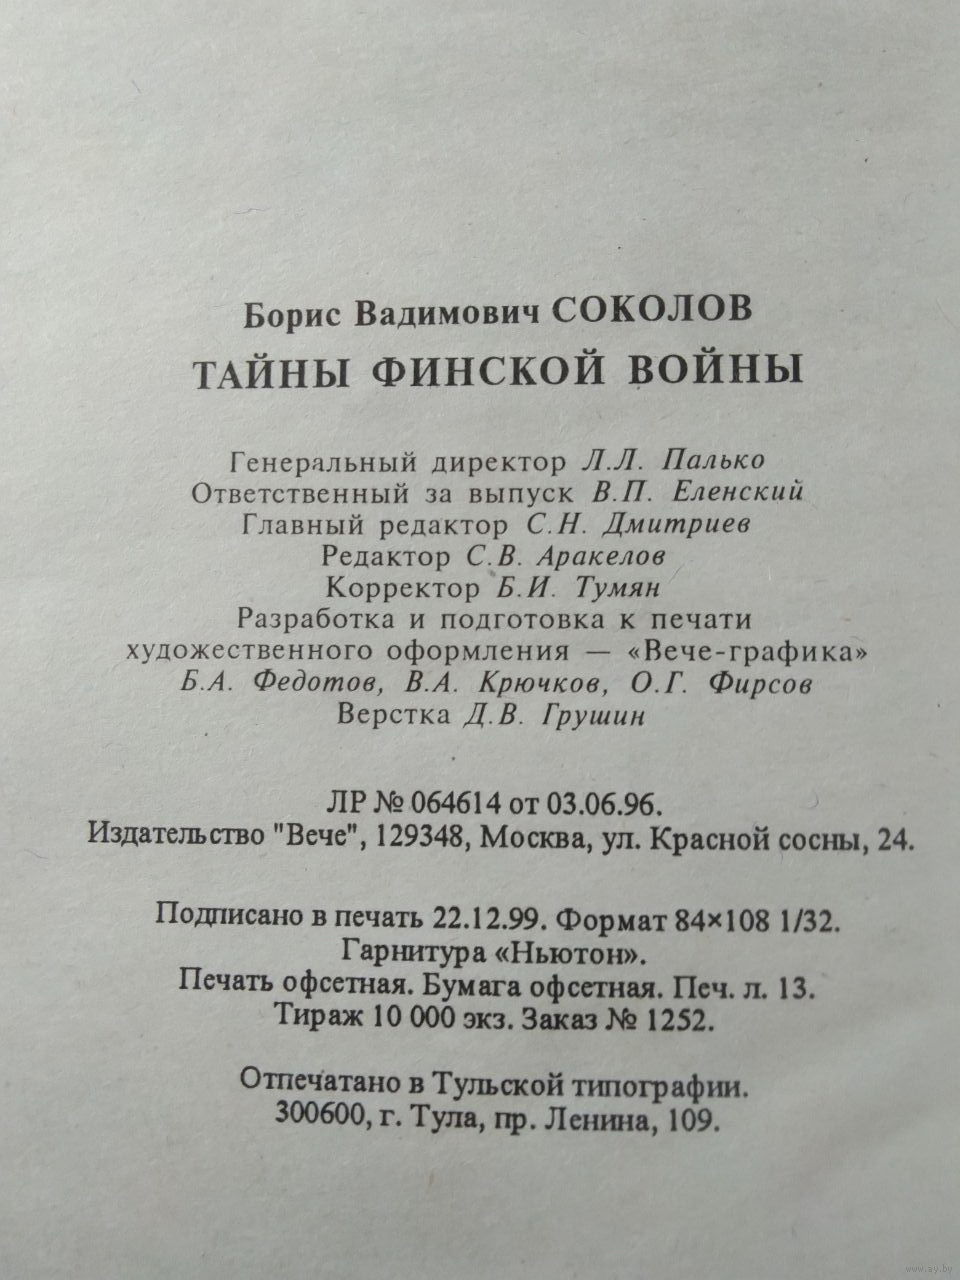 Борис Вадимович СОКОЛОВ
ТАЙНЫ ФИНСКОЙ ВОЙНЫ
Генеральный директор Л.Л. Палько
Ответственный за выпуск В.П. Еленский
Главный редактор С.Н. Дмитриев
Редактор С.В. Аракелов
Корректор Б.И. Тумян
Разработка и подготовка к печати
художественного оформления — «Вече-графика»
Б.А. Федотов, В.А. Крючков, О.Г. Фирсов
Верстка Д.В. Грушин
ЛР № 064614 от 03.06.96.
Издательство "Вече", 129348, Москва, ул. Красной сосны, 24.
Подписано в печать 22.12.99. Формат 84×108 1/32.
Гарнитура «Ньютон».
Печать офсетная. Бумага офсетная. Печ. л. 13.
Тираж 10 000 экз. Заказ № 1252.
Отпечатано в Тульской типографии.
300600, г. Тула, пр. Ленина, 109.
www.ay.by